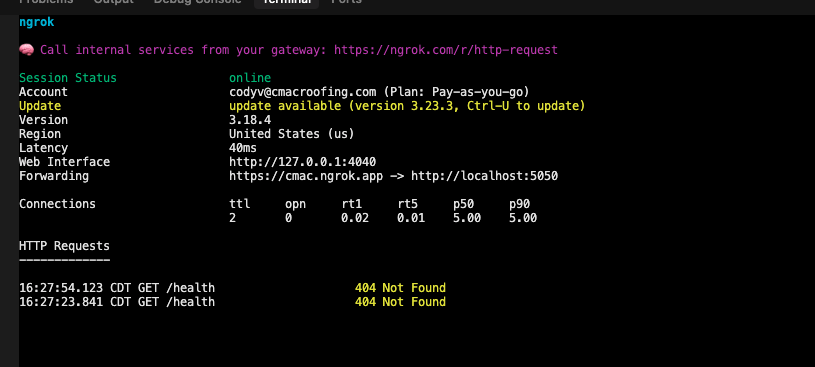 Problems Output Debug Console Terminal Ports
ngrok
🧠 Call internal services from your gateway: https://ngrok.com/r/http-request
Session Status online
Account codyv@cmacroofing.com (Plan: Pay-as-you-go)
Update update available (version 3.23.3, Ctrl-U to update)
Version 3.18.4
Region United States (us)
Latency 40ms
Web Interface http://127.0.0.1:4040
Forwarding https://cmac.ngrok.app -> http://localhost:5050
Connections ttl opn rt1 rt5 p50 p90
2 0 0.02 0.01 5.00 5.00
HTTP Requests
-------------
16:27:54.123 CDT GET /health 404 Not Found
16:27:23.841 CDT GET /health 404 Not Found